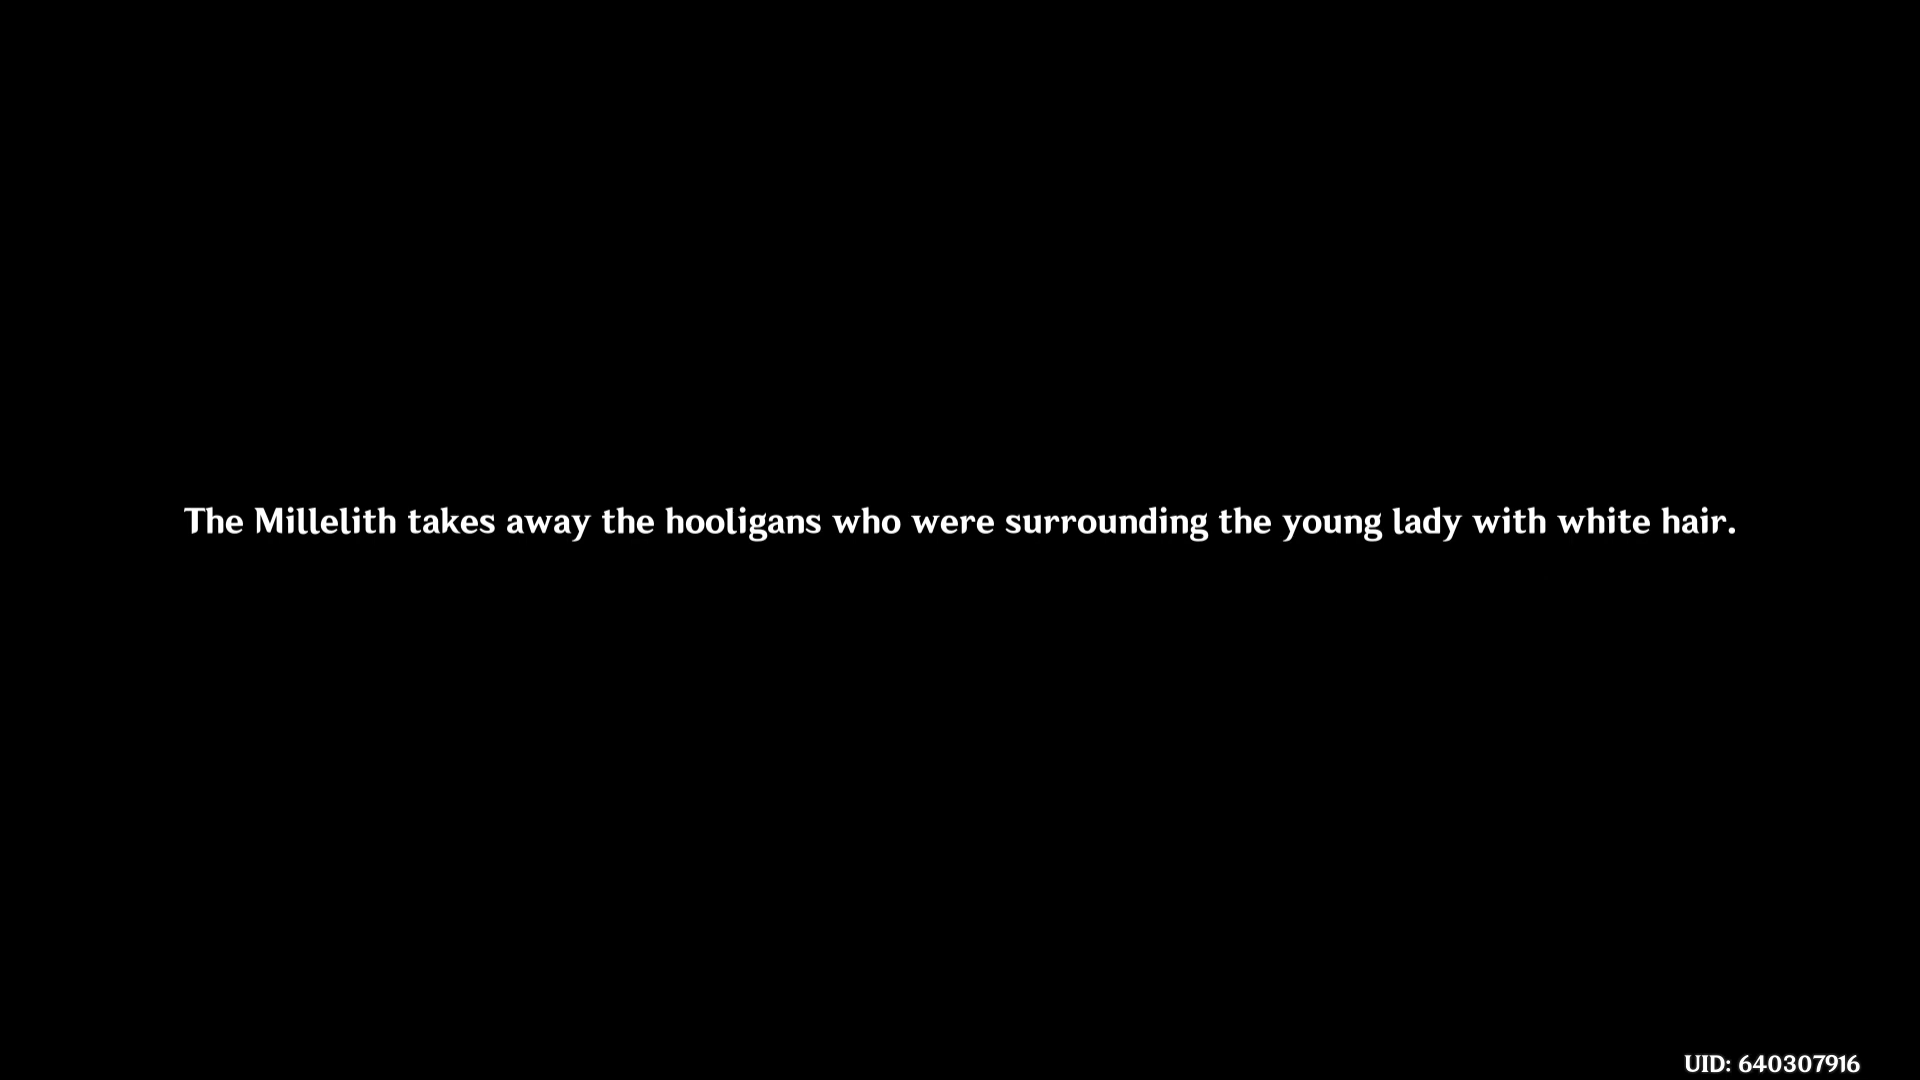 The Millelith takes away the hooligans who were surrounding the young lady with white hair.
UID: 640307916